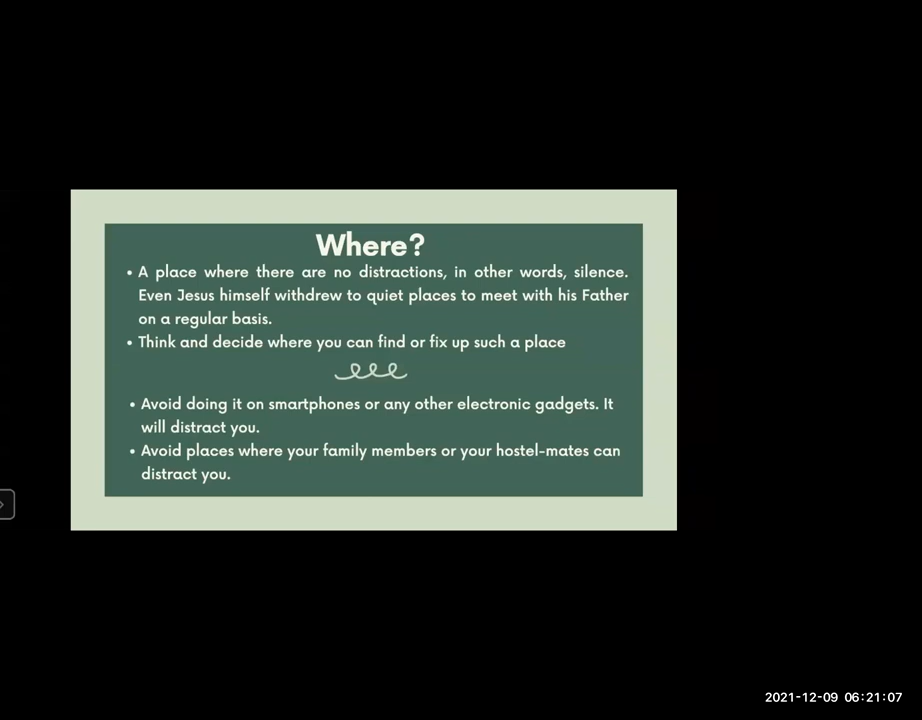 Where?
• A place where there are no distractions, in other words, silence.
Even Jesus himself withdrew to quiet places to meet with his Father
on a regular basis.
• Think and decide where you can find or fix up such a place
• Avoid doing it on smartphones or any other electronic gadgets. It
will distract you.
• Avoid places where your family members or your hostel-mates can
distract you.
2021-12-09 06:21:07